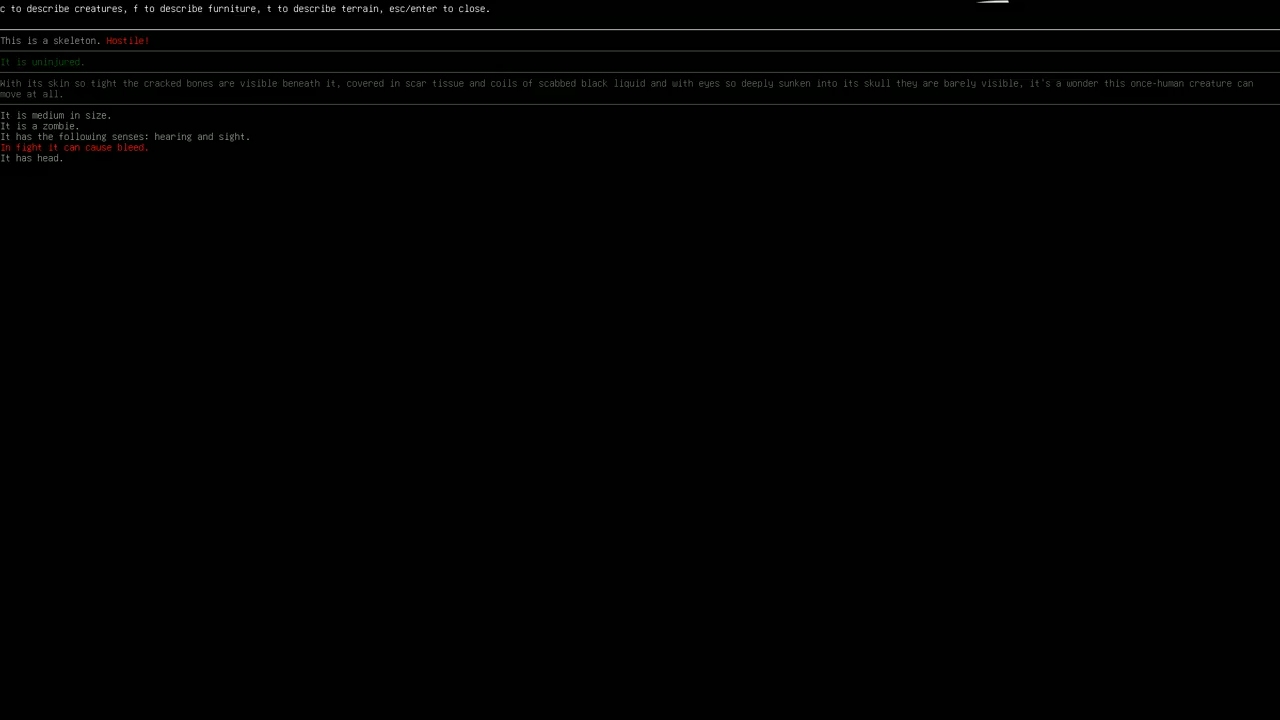 c to describe creatures, f to describe furniture, t to describe terrain, esc/enter to close.
This is a skeleton. Hostile!
It is uninjured.
With its skin so tight the cracked bones are visible beneath it, covered in scar tissue and coils of scabbed black liquid and with eyes so deeply sunken into its skull they are barely visible, it's a wonder this once-human creature can
move at all.
It is medium in size.
It is a zombie.
It has the following senses: hearing and sight.
In fight it can cause bleed.
It has head.